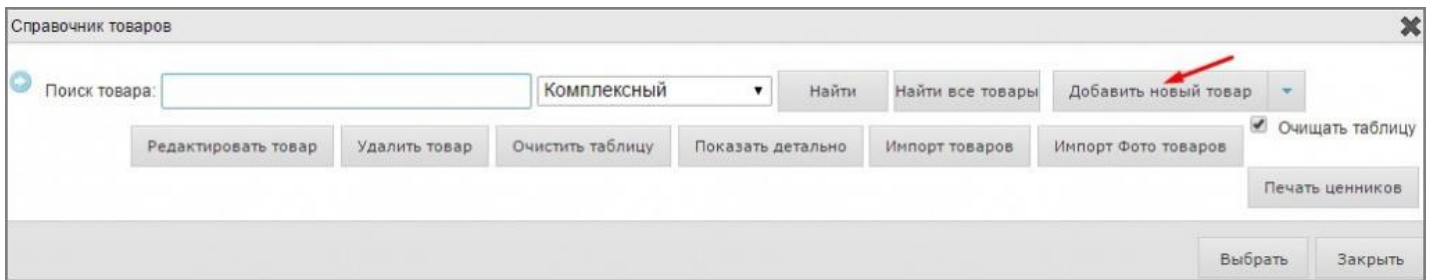 Справочник товаров
Поиск товара: Комплексный Найти Найти все товары Добавить новый товар
Редактировать товар Удалить товар Очистить таблицу Показать детально Импорт товаров Импорт Фото товаров Очищать таблицу
Печать ценников
Выбрать Закрыть